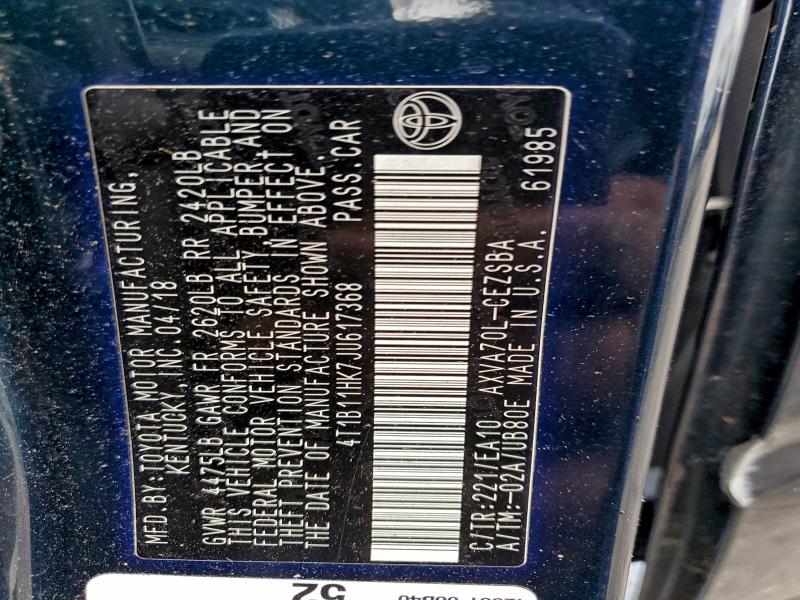 MFD.BY:TOYOTA MOTOR MANUFACTURING,
KENTUCKY, INC. 04/18
GVWR 4475LB GAWR FR 2620LB RR 2420LB
THIS VEHICLE CONFORMS TO ALL APPLICABLE
FEDERAL MOTOR VEHICLE SAFETY, BUMPER AND
THEFT PREVENTION STANDARDS IN EFFECT ON
THE DATE OF MANUFACTURE SHOWN ABOVE.
4T1B11HK7JU617368 PASS.CAR
C/TR:221/EA10 AXVA70L-CEZSBA
A/TM:-02A/UB80E MADE IN U.S.A. 61985
52